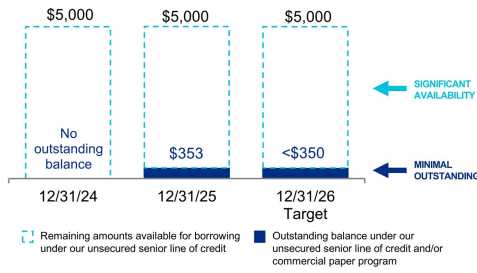 $5,000 $5,000 $5,000
SIGNIFICANT
AVAILABILITY
No
outstanding
balance
$353 <$350
MINIMAL
OUTSTANDING
12/31/24 12/31/25 12/31/26
Target
Remaining amounts available for borrowing
under our unsecured senior line of credit
Outstanding balance under our
unsecured senior line of credit and/or
commercial paper program